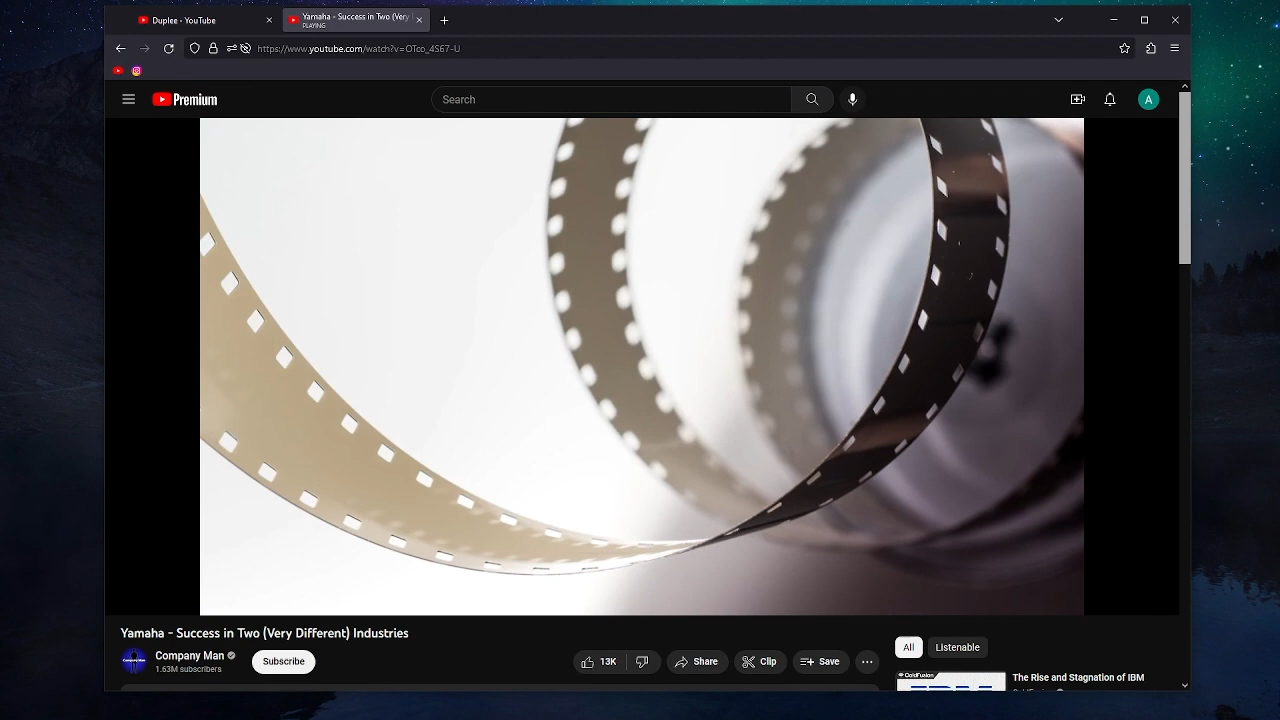 Duplee - YouTube
Yamaha - Success in Two (Very
PLAYING
https://www.youtube.com/watch?v=OTco_4S67-U
Premium
Search
A
Yamaha - Success in Two (Very Different) Industries
Company Man
1.63M subscribers
Subscribe
13K
Share
Clip
Save
All
Listenable
ColdFusion
The Rise and Stagnation of IBM